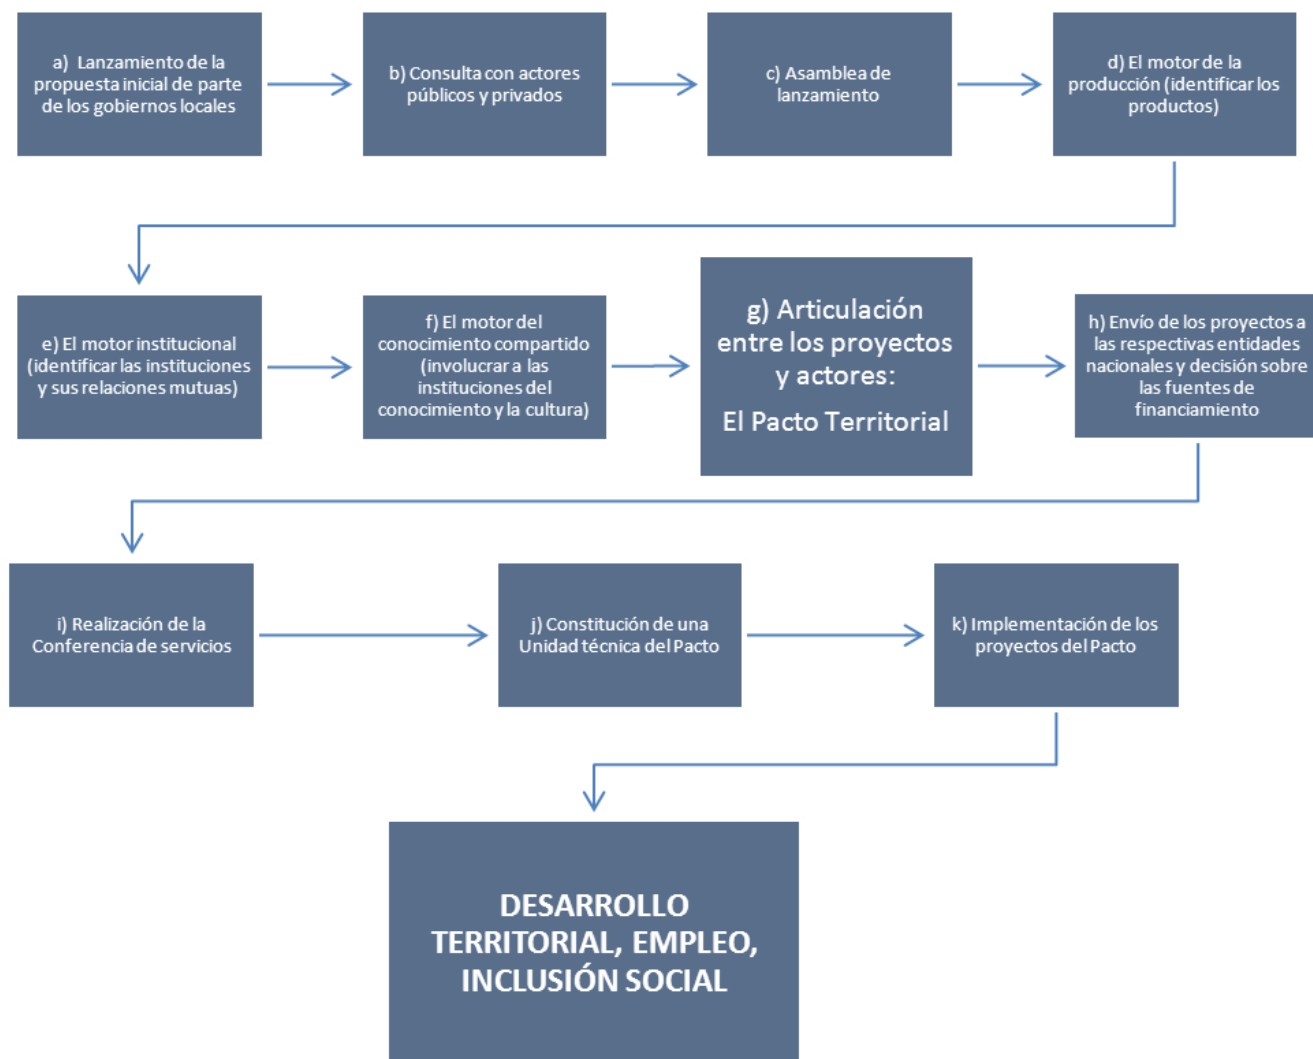 a) Lanzamiento de la
propuesta inicial de parte
de los gobiernos locales
b) Consulta con actores
públicos y privados
c) Asamblea de
lanzamiento
d) El motor de la
producción (identificar los
productos)
e) El motor institucional
(identificar las instituciones
y sus relaciones mutuas)
f) El motor del
conocimiento compartido
(involucrar a las
instituciones del
conocimiento y la cultura)
g) Articulación
entre los proyectos
y actores:
El Pacto Territorial
h) Envío de los proyectos a
las respectivas entidades
nacionales y decisión sobre
las fuentes de
financiamiento
i) Realización de la
Conferencia de servicios
j) Constitución de una
Unidad técnica del Pacto
k) Implementación de los
proyectos del Pacto
DESARROLLO
TERRITORIAL, EMPLEO,
INCLUSIÓN SOCIAL